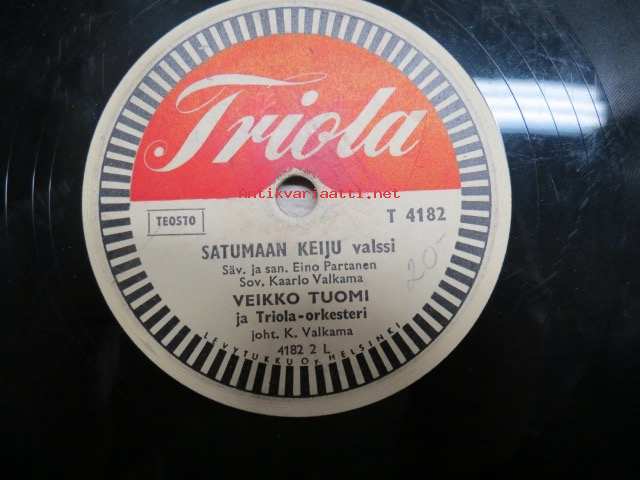 Triola
Antikvariaatti.net
TEOSTO
T 4182
SATUMAAN KEIJU valssi
Säv. ja san. Eino Partanen
Sov. Kaarlo Valkama
20-
VEIKKO TUOMI
ja Triola-orkesteri
joht. K. Valkama
4182 2 L
LEVYTUKKU Oy. HELSINKI